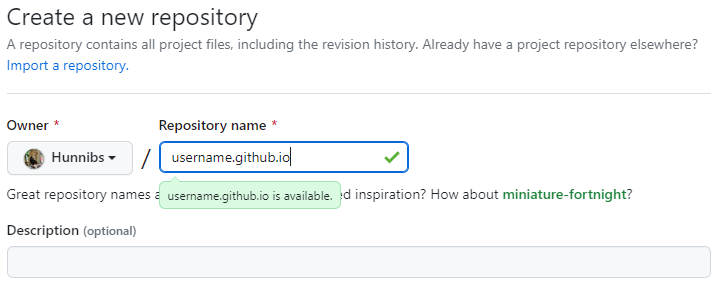 Create a new repository
A repository contains all project files, including the revision history. Already have a project repository elsewhere?
Import a repository.
Owner *
Repository name *
Hunnibs
/
username.github.io
username.github.io is available.
Great repository names a d inspiration? How about miniature-fortnight?
Description (optional)